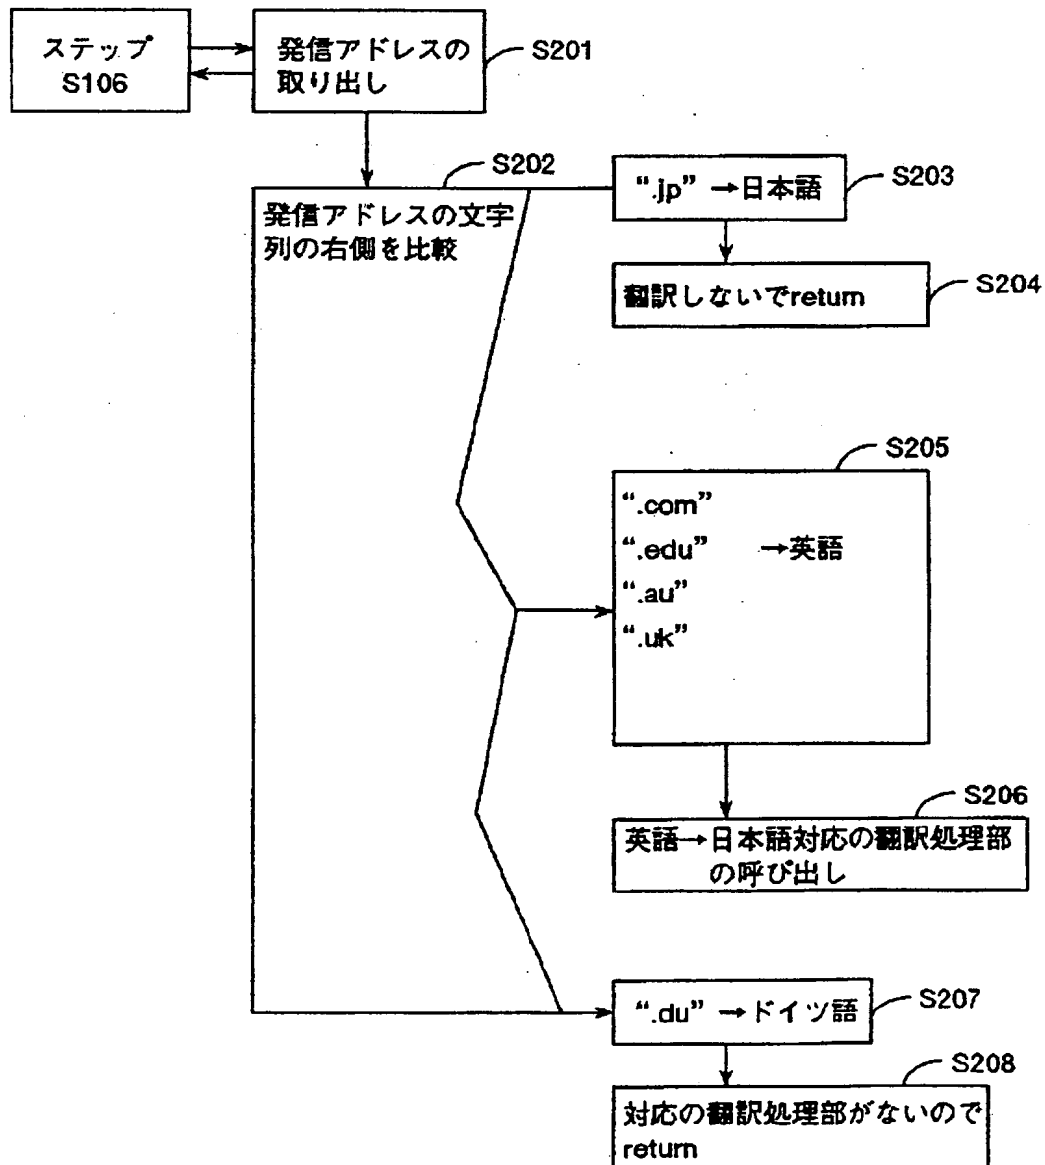 ステップ
S106
発信アドレスの
取り出し
S201
S202
発信アドレスの文字
列の右側を比較
“.jp” →日本語
S203
翻訳しないでreturn
S204
S205
“.com”
“.edu” →英語
“.au”
“.uk”
S206
英語→日本語対応の翻訳処理部
の呼び出し
“.du” →ドイツ語
S207
S208
対応の翻訳処理部がないので
return